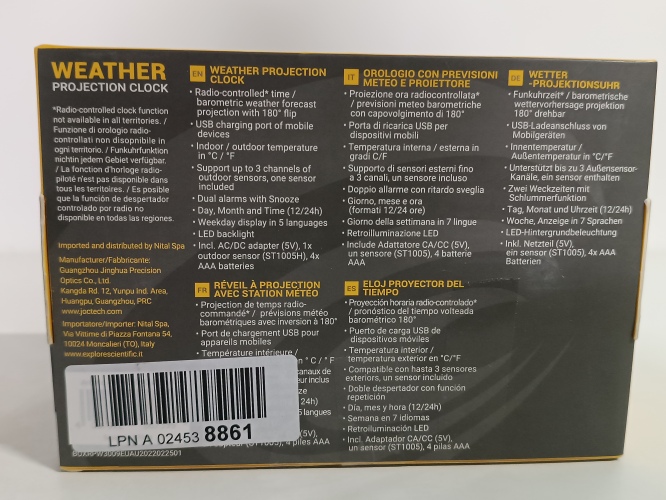 WEATHER
PROJECTION CLOCK
*Radio-controlled clock function
not available in all territories. /
Funzione di orologio radio-
controllati non disponibile in
ogni territorio. / Funkuhrfunktion
nichtin jedem Gebiet verfügbar.
/ La fonction d'horloge radio-
piloté n'est pas disponible dans
tous les territoires. / Es posible
que la función de despertador
controlado por radio no
disponible en todas las regiones.
Imported and distributed by Nital Spa
Manufacturer/Fabbricante:
Guangzhou Jinghua Precision
Optics Co., Ltd.
Kangda Rd. 12, Yunpu Ind. Area,
Huangpu, Guangzhou, PRC
www.joctech.com
Importatore/Importer: Nital Spa,
Via Vittime di Piazza Fontana 54,
10024 Moncalieri (TO), Italy
www.explorescientific.it
LPN A 02453 8861
EN WEATHER PROJECTION
CLOCK
• Radio-controlled* time /
barometric weather forecast
projection with 180° flip
• USB charging port of mobile
devices
• Indoor / outdoor temperature
in °C / °F
• Support up to 3 channels of
outdoor sensors, one sensor
included
• Dual alarms with Snooze
• Day, Month and Time (12/24h)
• Weekday display in 5 languages
• LED backlight
• Incl. AC/DC adapter (5V), 1x
outdoor sensor (ST1005H), 4x
AAA batteries
FR RÉVEIL À PROJECTION
AVEC STATION MÉTÉO
• Projection de temps radio-
commandé* / prévisions météo
barométriques avec inversion à 180°
• Port de chargement USB pour
appareils mobiles
• Température intérieure /
en ° C / ° F
canaux de
eur inclus
ze
24h)
5 langues
(5V),
(ST1005), 4 piles AAA
IT OROLOGIO CON PREVISIONI
METEO E PROIETTORE
• Proiezione ora radiocontrollata*
/ previsioni meteo barometriche
con capovolgimento di 180°
• Porta di ricarica USB per
dispositivi mobili
• Temperatura interna / esterna in
gradi C/F
• Supporto di sensori esterni fino
a 3 canali, un sensore incluso
• Doppio allarme con ritardo sveglia
• Giorno, mese e ora
(formati 12/24 ore)
• Giorno della settimana in 7 lingue
• Retroilluminazione LED
• Include Adattatore CA/CC (5V),
un sensore (ST1005), 4 batterie
AAA
ES ELOJ PROYECTOR DEL
TIEMPO
• Proyección horaria radio-controlado*
/ pronóstico del tiempo volteada
barométrico 180°
• Puerto de carga USB de
dispositivos móviles
• Temperatura interior /
temperatura exterior en °C/°F
• Compatible con hasta 3 sensores
exteriors, un sensor incluido
• Doble despertador con función
repetición
• Día, mes y hora (12/24h)
• Semana en 7 idiomas
• Retroiluminación LED
• Incl. Adaptador CA/CC (5V),
un sensor (ST1005), 4 pilas AAA
DE WETTER
-PROJEKTIONSUHR
• Funkuhrzeit* / barometrische
wettervorhersage projektion
180° drehbar
• USB-Ladeanschluss von
Mobilgeräten
• Innentemperatur /
Außentemperatur in °C/°F
• Unterstützt bis zu 3 Außensensor-
Kanäle, ein sensor enthalten
• Zwei Weckzeiten mit
Schlummerfunktion
• Tag, Monat und Uhrzeit (12/24H)
• Woche, Anzeige in 7 Sprachen
• LED-Hintergrundbeleuchtung
• Inkl. Netzteil (5V),
ein sensor (ST1005), 4x AAA
Batterien